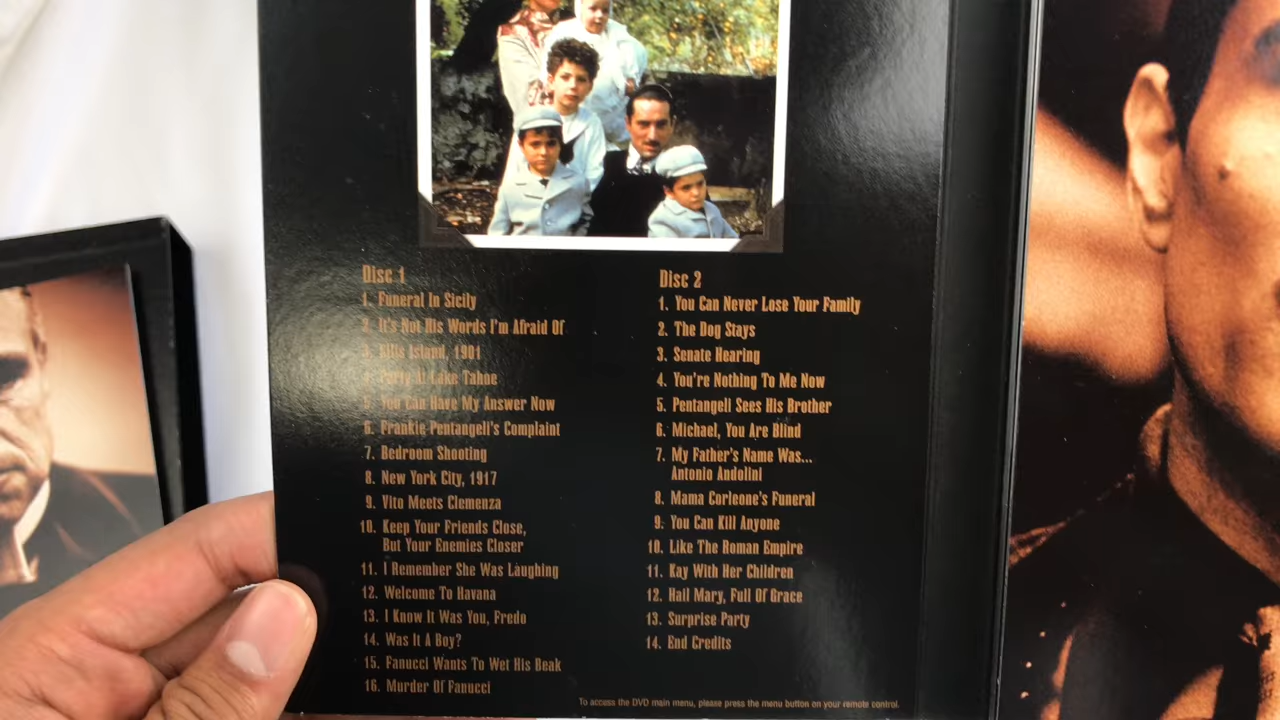 Disc 1
1. Funeral In Sicily
2. It's Not His Words I'm Afraid Of
3. Ellis Island, 1901
4. Party At Lake Tahoe
5. You Can Have My Answer Now
6. Frankie Pentangeli's Complaint
7. Bedroom Shooting
8. New York City, 1917
9. Vito Meets Clemenza
10. Keep Your Friends Close,
But Your Enemies Closer
11. I Remember She Was Laughing
12. Welcome To Havana
13. I Know It Was You, Fredo
14. Was It A Boy?
15. Fanucci Wants To Wet His Beak
16. Murder Of Fanucci
Disc 2
1. You Can Never Lose Your Family
2. The Dog Stays
3. Senate Hearing
4. You're Nothing To Me Now
5. Pentangeli Sees His Brother
6. Michael, You Are Blind
7. My Father's Name Was...
Antonio Andolini
8. Mama Corleone's Funeral
9. You Can Kill Anyone
10. Like The Roman Empire
11. Kay With Her Children
12. Hail Mary, Full Of Grace
13. Surprise Party
14. End Credits
To access the DVD main menu, please press the menu button on your remote control.